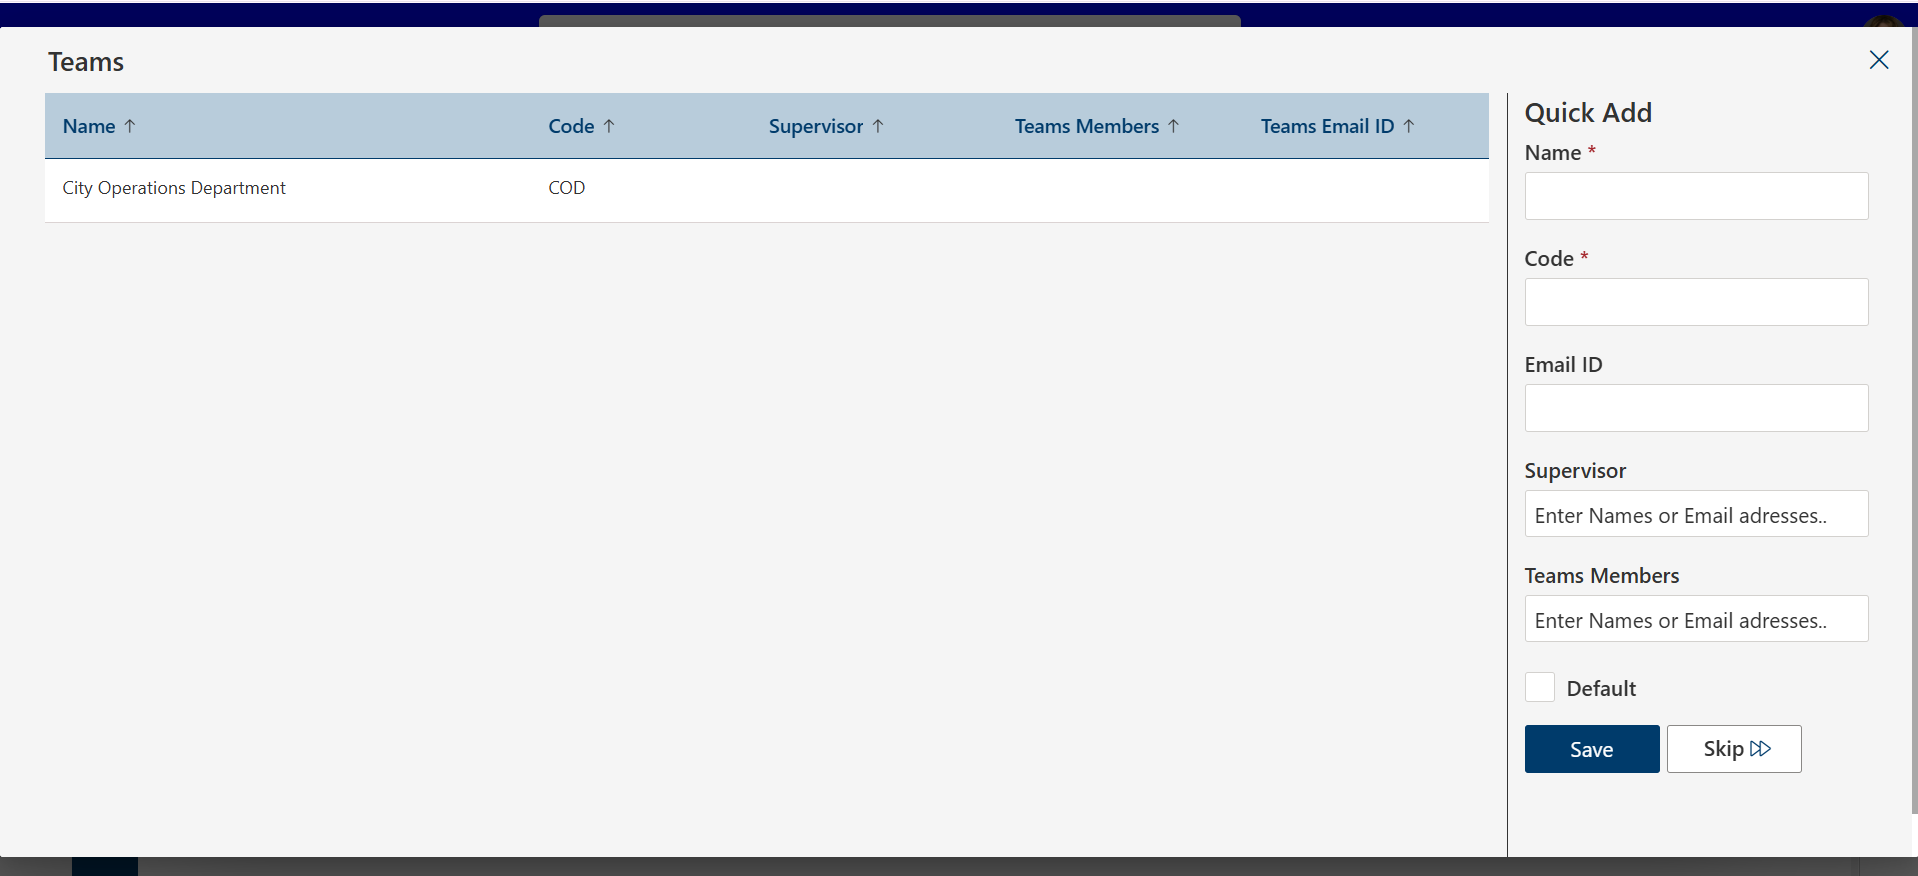 Teams
Name ↑ Code ↑ Supervisor ↑ Teams Members ↑ Teams Email ID ↑
City Operations Department COD
Quick Add
Name *
Code *
Email ID
Supervisor
Enter Names or Email adresses..
Teams Members
Enter Names or Email adresses..
Default
Save Skip